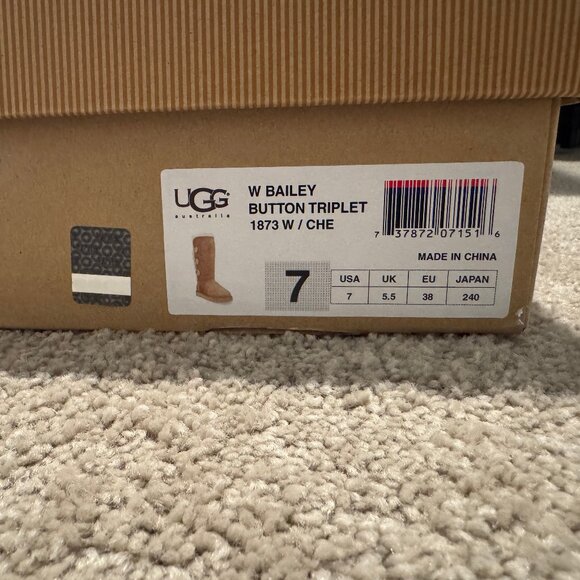 UGG
australia
W BAILEY
BUTTON TRIPLET
1873 W / CHE
7 37872 07151 6
MADE IN CHINA
7
USA UK EU JAPAN
7 5.5 38 240